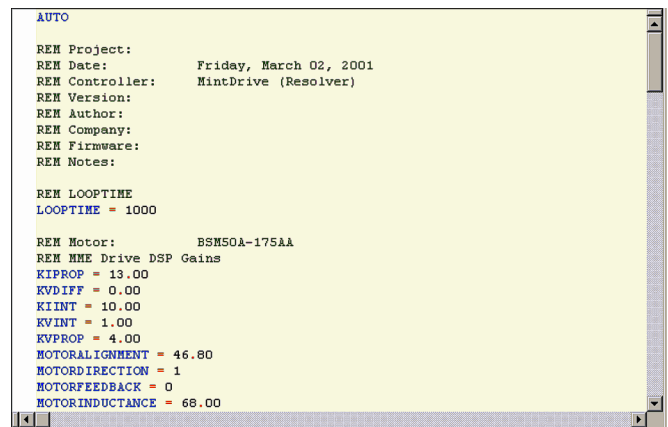 AUTO
REM Project:
REM Date: Friday, March 02, 2001
REM Controller: MintDrive (Resolver)
REM Version:
REM Author:
REM Company:
REM Firmware:
REM Notes:
REM LOOPTIME
LOOPTIME = 1000
REM Motor: BSM50A-175AA
REM MME Drive DSP Gains
KIPROP = 13.00
KVDIFF = 0.00
KIINT = 10.00
KVINT = 1.00
KVPROP = 4.00
MOTORALIGNMENT = 46.80
MOTORDIRECTION = 1
MOTORFEEDBACK = 0
MOTORINDUCTANCE = 68.00